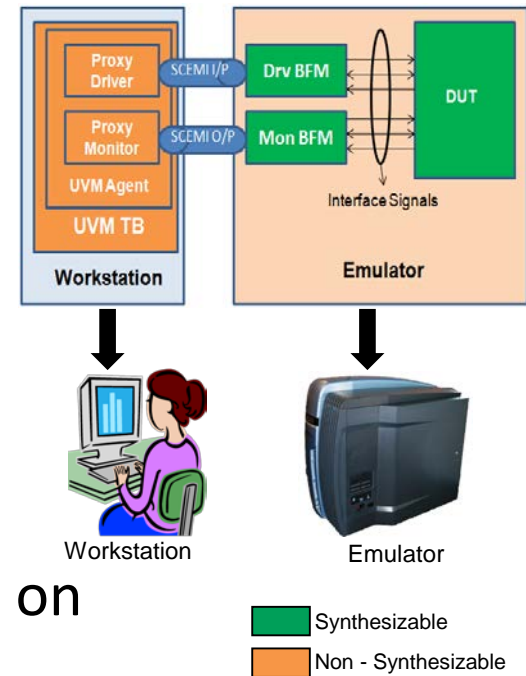 Proxy
Driver
SCEMI I/P
Drv BFM
DUT
Proxy
Monitor
SCEMI O/P
Mon BFM
UVM Agent
Interface Signals
UVM TB
Workstation
Emulator
Workstation
Emulator
on
Synthesizable
Non - Synthesizable